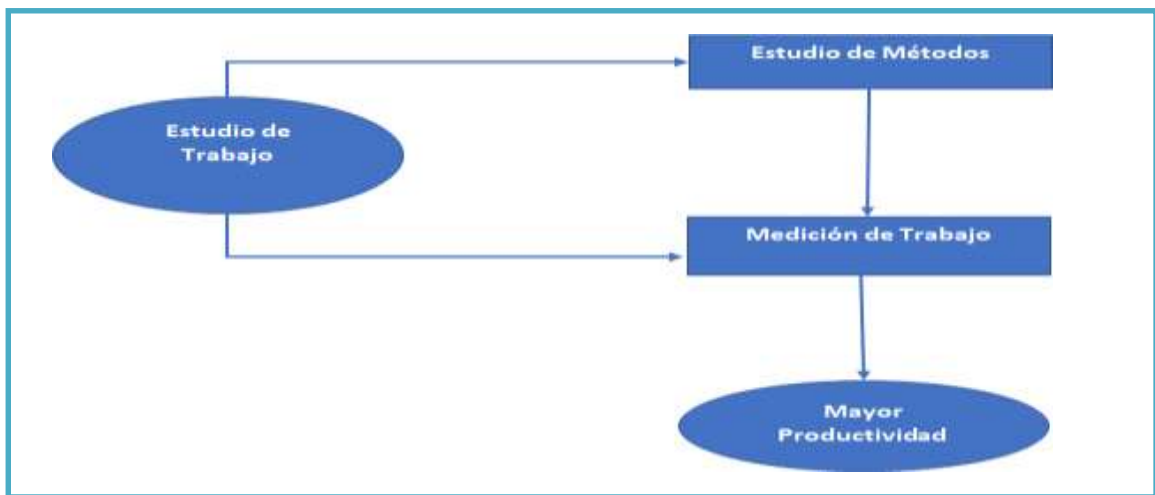 Estudio de Métodos
Estudio de
Trabajo
Medición de Trabajo
Mayor
Productividad